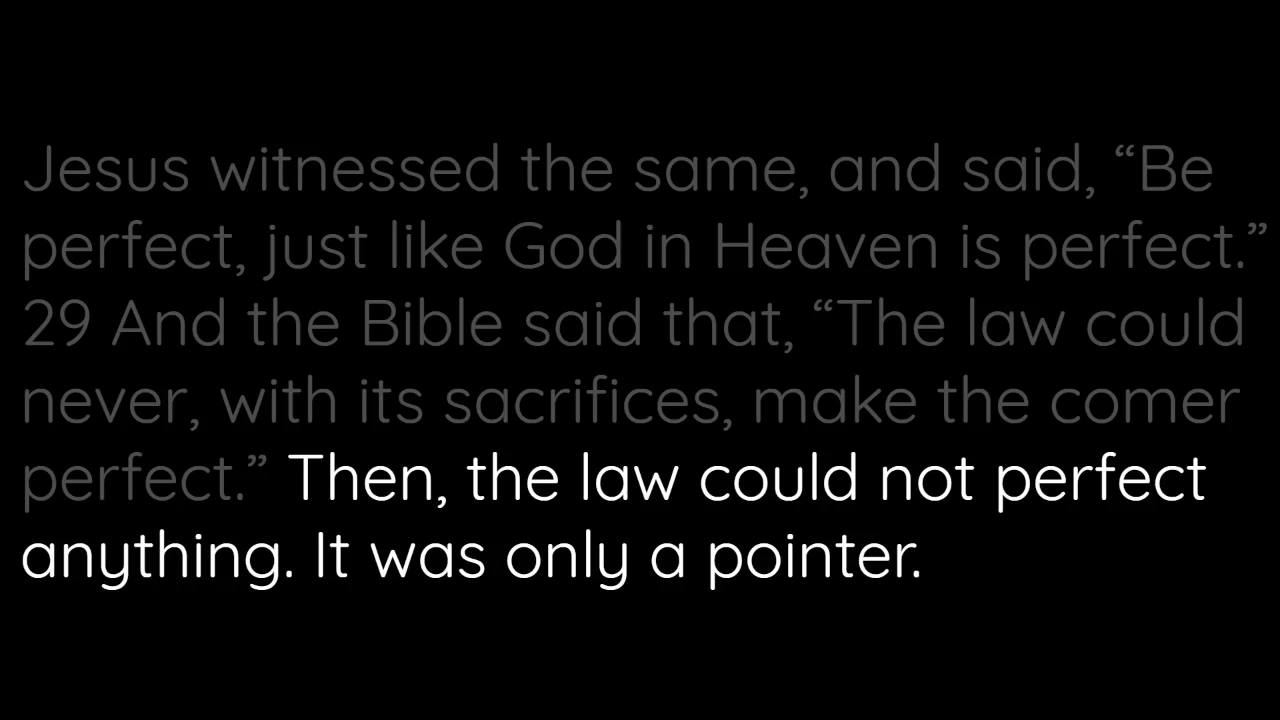 Jesus witnessed the same, and said, “Be
perfect, just like God in Heaven is perfect.”
29 And the Bible said that, “The law could
never, with its sacrifices, make the comer
perfect.” Then, the law could not perfect
anything. It was only a pointer.